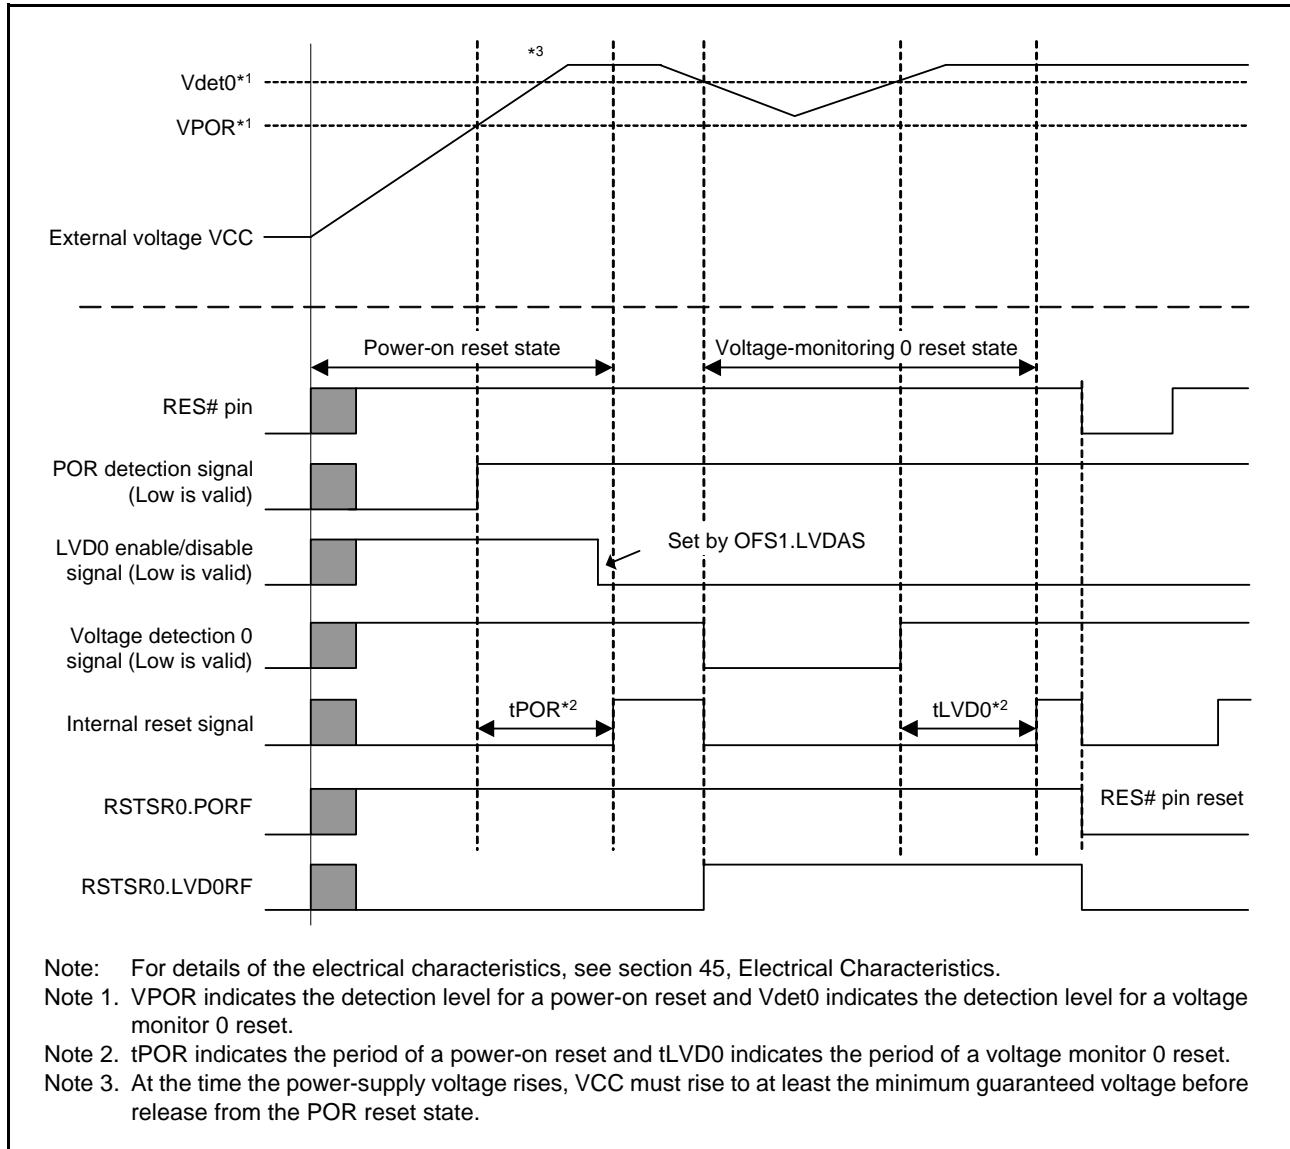 *3
Vdet0*1
VPOR*1
External voltage VCC
Power-on reset state
Voltage-monitoring 0 reset state
RES# pin
POR detection signal
(Low is valid)
LVD0 enable/disable
signal (Low is valid)
Set by OFS1.LVDAS
Voltage detection 0
signal (Low is valid)
Internal reset signal
tPOR*2
tLVD0*2
RSTSR0.PORF
RES# pin reset
RSTSR0.LVD0RF
Note: For details of the electrical characteristics, see section 45, Electrical Characteristics.
Note 1. VPOR indicates the detection level for a power-on reset and Vdet0 indicates the detection level for a voltage
monitor 0 reset.
Note 2. tPOR indicates the period of a power-on reset and tLVD0 indicates the period of a voltage monitor 0 reset.
Note 3. At the time the power-supply voltage rises, VCC must rise to at least the minimum guaranteed voltage before
release from the POR reset state.